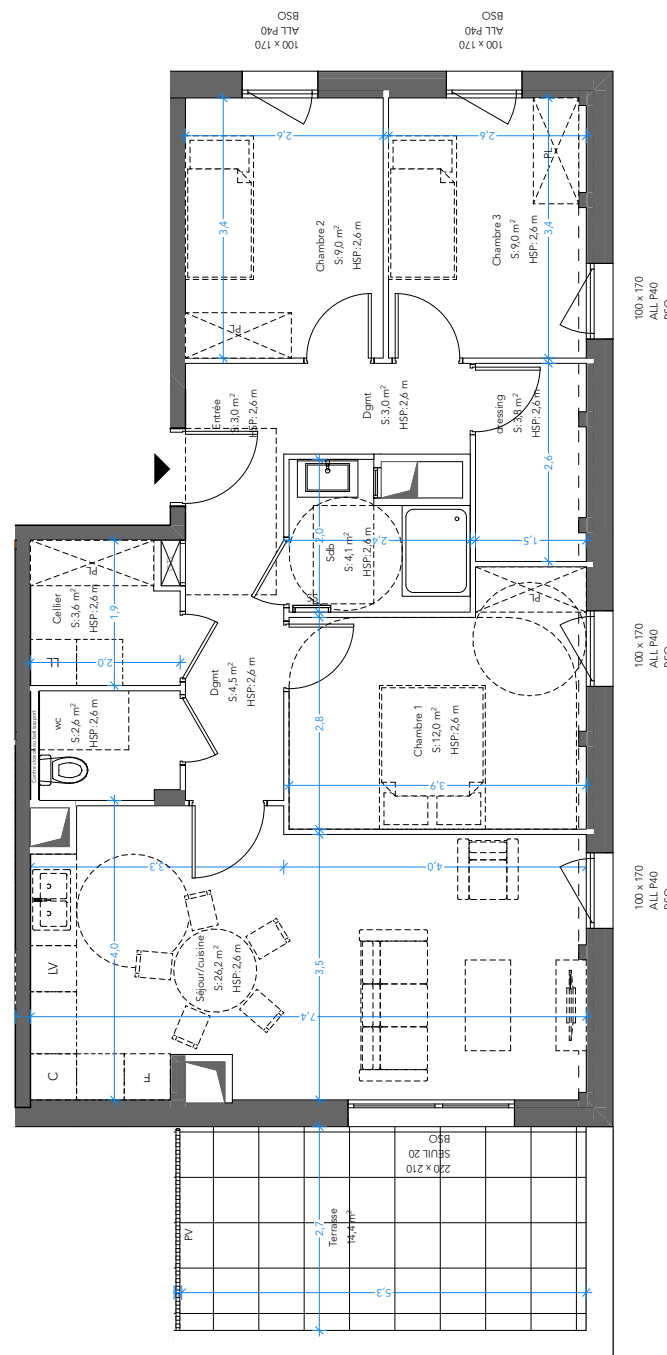 BSO
ALL P40
100 x 170
BSO
ALL P40
100 x 170
2,6
2,6
PL
3,4
3,4
Chambre 2
S:9,0 m²
HSP:2,6 m
Chambre 3
S:9,0 m²
HSP:2,6 m
100 x 170
ALL P40
BSO
PL
Entrée
S:3,0 m²
HSP:2,6 m
Dgmt
S:3,0 m²
HSP:2,6 m
dressing
S:3,8 m²
HSP:2,6 m
2,6
2,0
2,4
1,5
Sdb
S:4,1 m²
HSP:2,6 m
PL
Cellier
S:3,6 m²
HSP:2,6 m
1,9
LL
2,0
PL
Dgmt
S:4,5 m²
HSP:2,6 m
wc
S:2,6 m²
HSP:2,6 m
100 x 170
ALL P40
BSO
2,8
Chambre 1
S:12,0 m²
HSP:2,6 m
3,9
3,3
4,0
100 x 170
ALL P40
BSO
LV
4,0
Séjour/cuisine
S:26,2 m²
HSP:2,6 m
3,5
7,4
C
LF
BSO
SEUIL 20
220 x 210
PV
2,7
Terrasse
14,4 m²
5,3